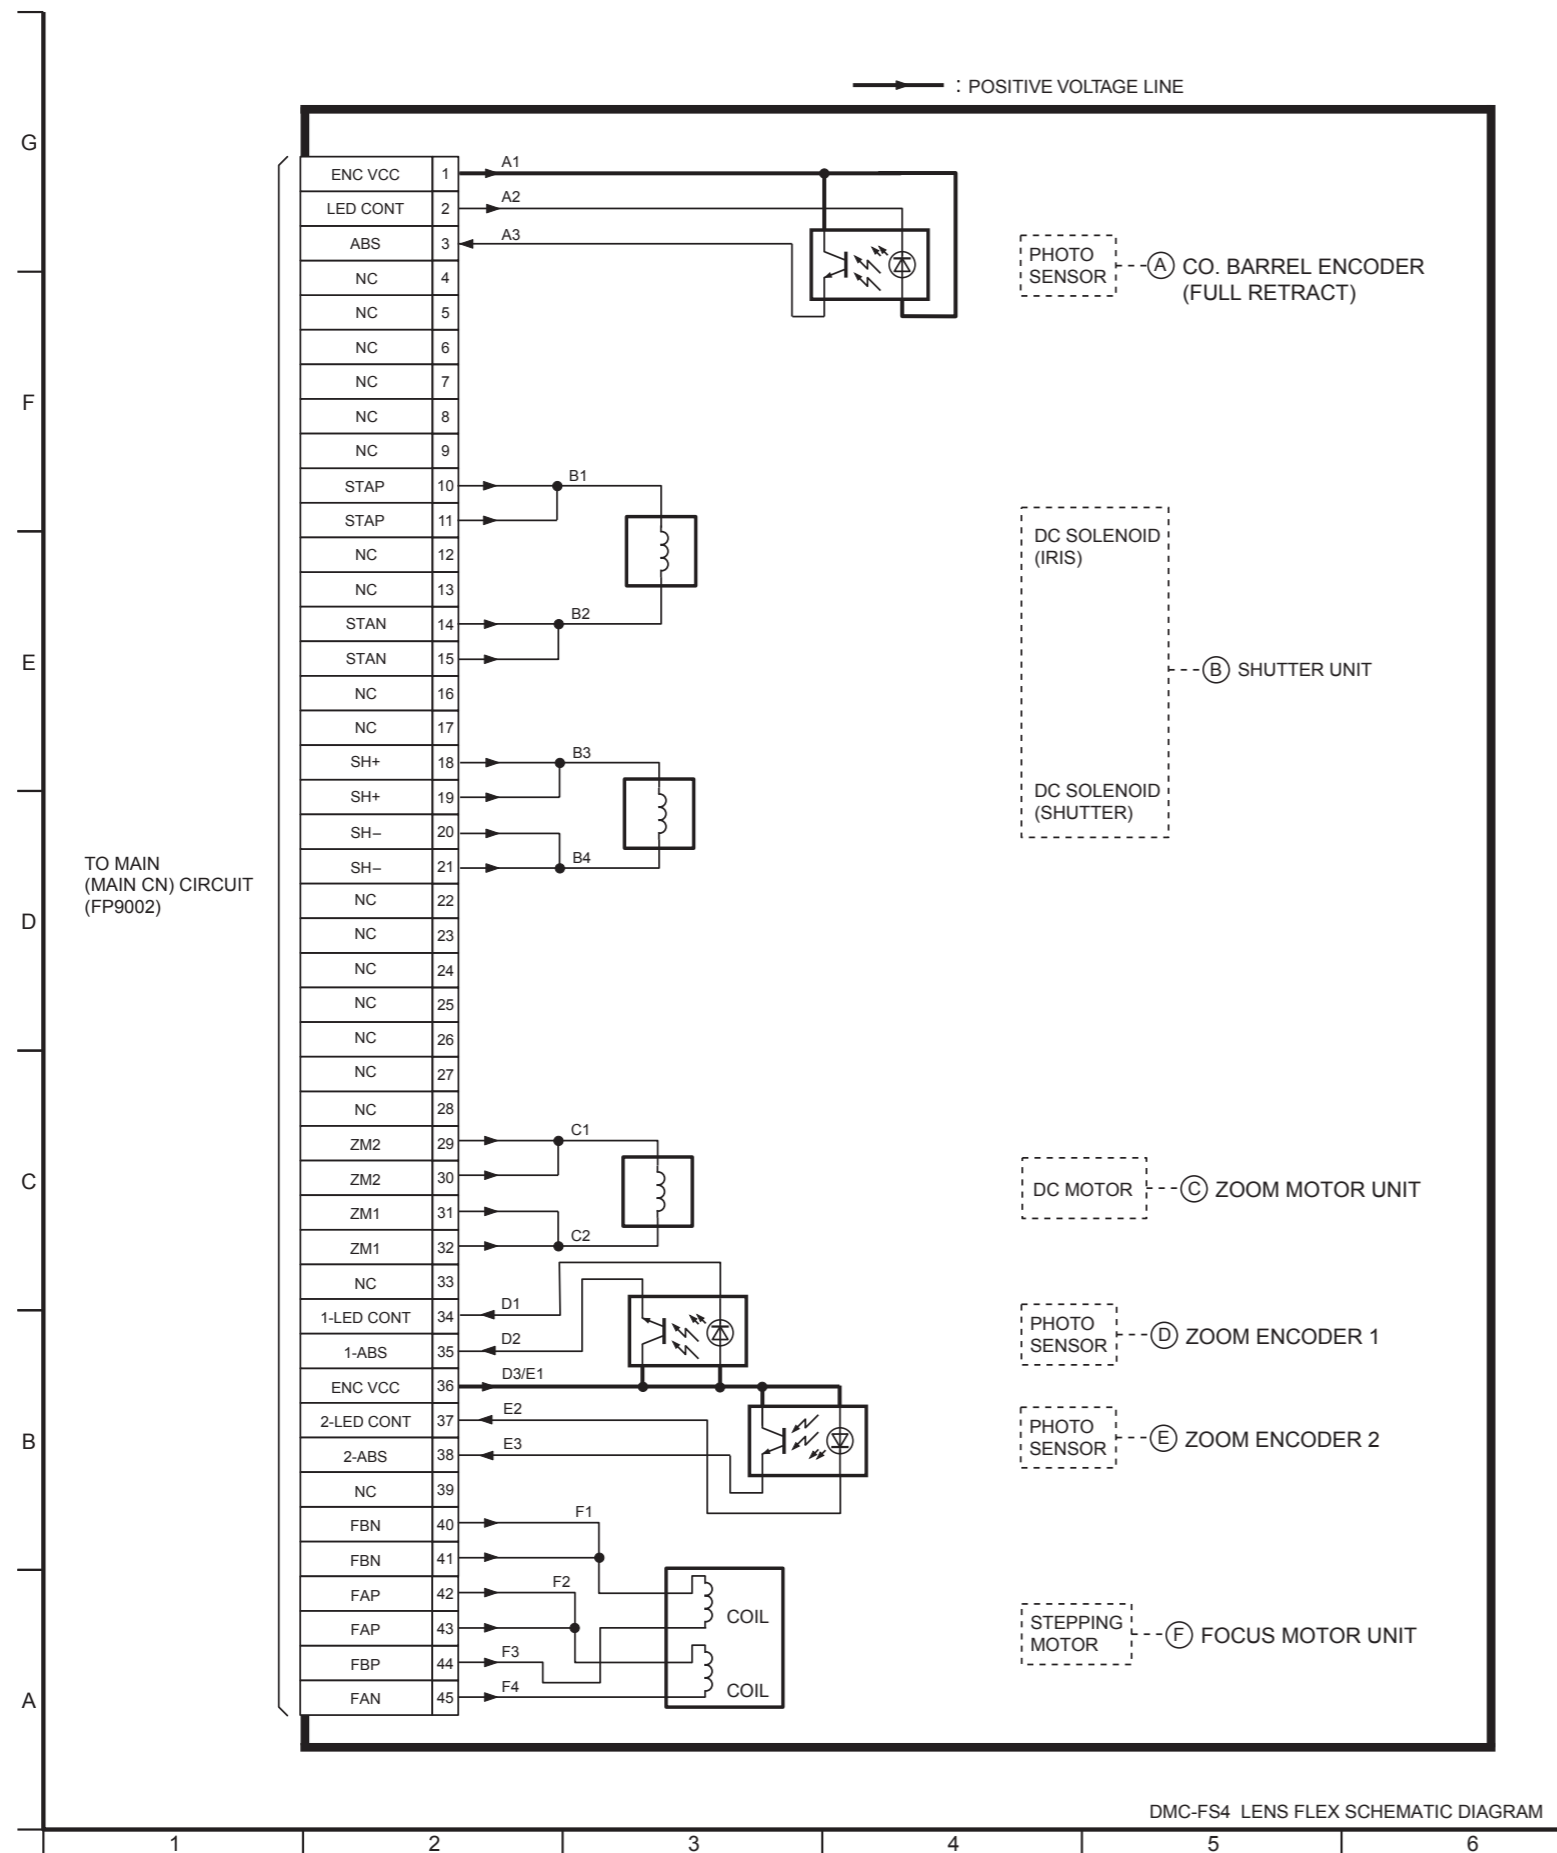 : POSITIVE VOLTAGE LINE
G
F
E
D
C
B
A
TO MAIN
(MAIN CN) CIRCUIT
(FP9002)
ENC VCC 1 A1
LED CONT 2 A2
ABS 3 A3
NC 4
NC 5
NC 6
NC 7
NC 8
NC 9
STAP 10 B1
STAP 11
NC 12
NC 13
STAN 14 B2
STAN 15
NC 16
NC 17
SH+ 18 B3
SH+ 19
SH− 20
SH− 21 B4
NC 22
NC 23
NC 24
NC 25
NC 26
NC 27
NC 28
ZM2 29 C1
ZM2 30
ZM1 31
ZM1 32 C2
NC 33
1-LED CONT 34 D1
1-ABS 35 D2
ENC VCC 36 D3/E1
2-LED CONT 37 E2
2-ABS 38 E3
NC 39
FBN 40 F1
FBN 41
FAP 42 F2
FAP 43
FBP 44 F3
FAN 45 F4
COIL
COIL
PHOTO
SENSOR
A CO. BARREL ENCODER
(FULL RETRACT)
DC SOLENOID
(IRIS)
B SHUTTER UNIT
DC SOLENOID
(SHUTTER)
DC MOTOR
C ZOOM MOTOR UNIT
PHOTO
SENSOR
D ZOOM ENCODER 1
PHOTO
SENSOR
E ZOOM ENCODER 2
STEPPING
MOTOR
F FOCUS MOTOR UNIT
DMC-FS4 LENS FLEX SCHEMATIC DIAGRAM
1 2 3 4 5 6